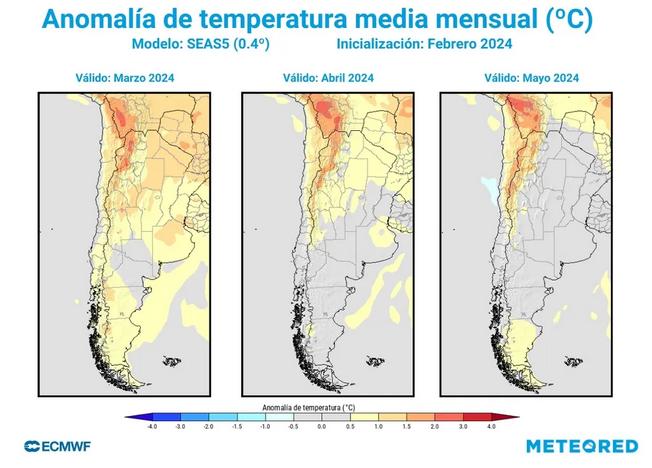 Anomalía de temperatura media mensual (ºC)
Modelo: SEAS5 (0.4º) Inicialización: Febrero 2024
Válido: Marzo 2024 Válido: Abril 2024 Válido: Mayo 2024
Anomalía de temperatura (°C)
-4.0 -3.0 -2.0 -1.5 -1.0 -0.5 0.0 0.5 1.0 1.5 2.0 3.0 4.0
ECMWF METEORED